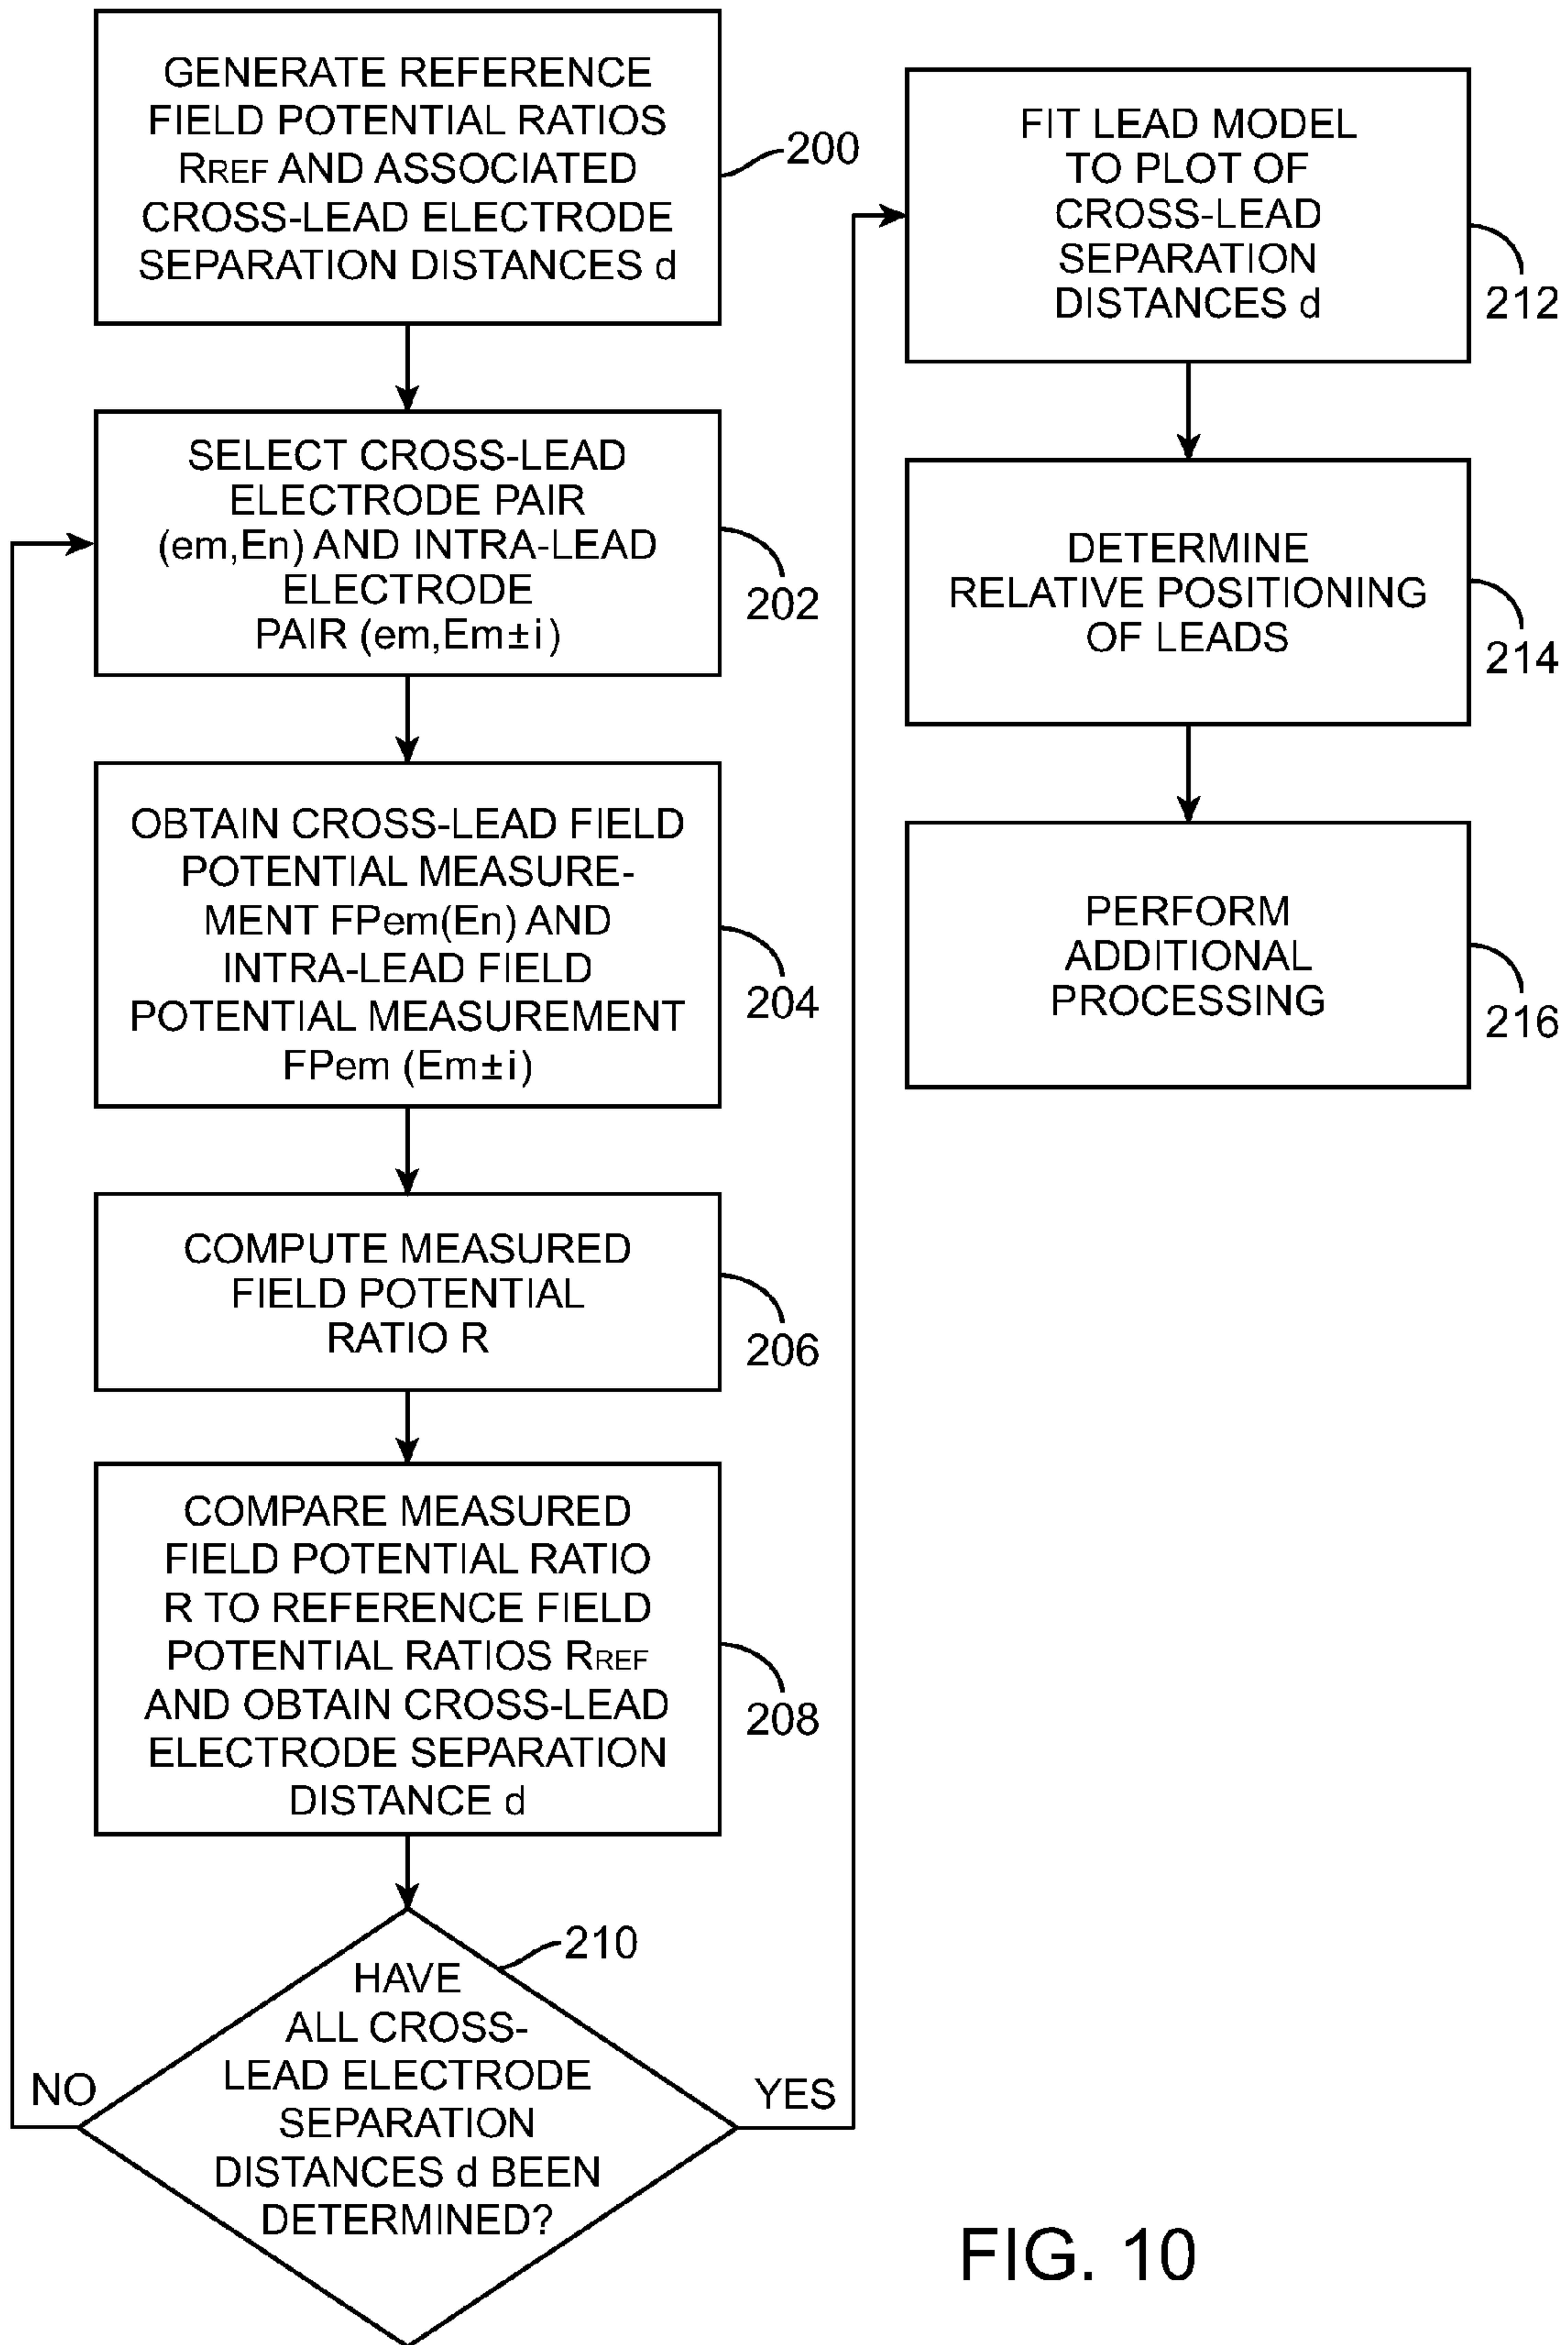 GENERATE REFERENCE
FIELD POTENTIAL RATIOS
RREF AND ASSOCIATED
CROSS-LEAD ELECTRODE
SEPARATION DISTANCES d
200
SELECT CROSS-LEAD
ELECTRODE PAIR
(em,En) AND INTRA-LEAD
ELECTRODE
PAIR (em,Em±i)
202
OBTAIN CROSS-LEAD FIELD
POTENTIAL MEASURE-
MENT FPem(En) AND
INTRA-LEAD FIELD
POTENTIAL MEASUREMENT
FPem (Em±i)
204
COMPUTE MEASURED
FIELD POTENTIAL
RATIO R
206
COMPARE MEASURED
FIELD POTENTIAL RATIO
R TO REFERENCE FIELD
POTENTIAL RATIOS RREF
AND OBTAIN CROSS-LEAD
ELECTRODE SEPARATION
DISTANCE d
208
210
HAVE
ALL CROSS-
LEAD ELECTRODE
SEPARATION
DISTANCES d BEEN
DETERMINED?
NO
YES
FIT LEAD MODEL
TO PLOT OF
CROSS-LEAD
SEPARATION
DISTANCES d
212
DETERMINE
RELATIVE POSITIONING
OF LEADS
214
PERFORM
ADDITIONAL
PROCESSING
216
FIG. 10